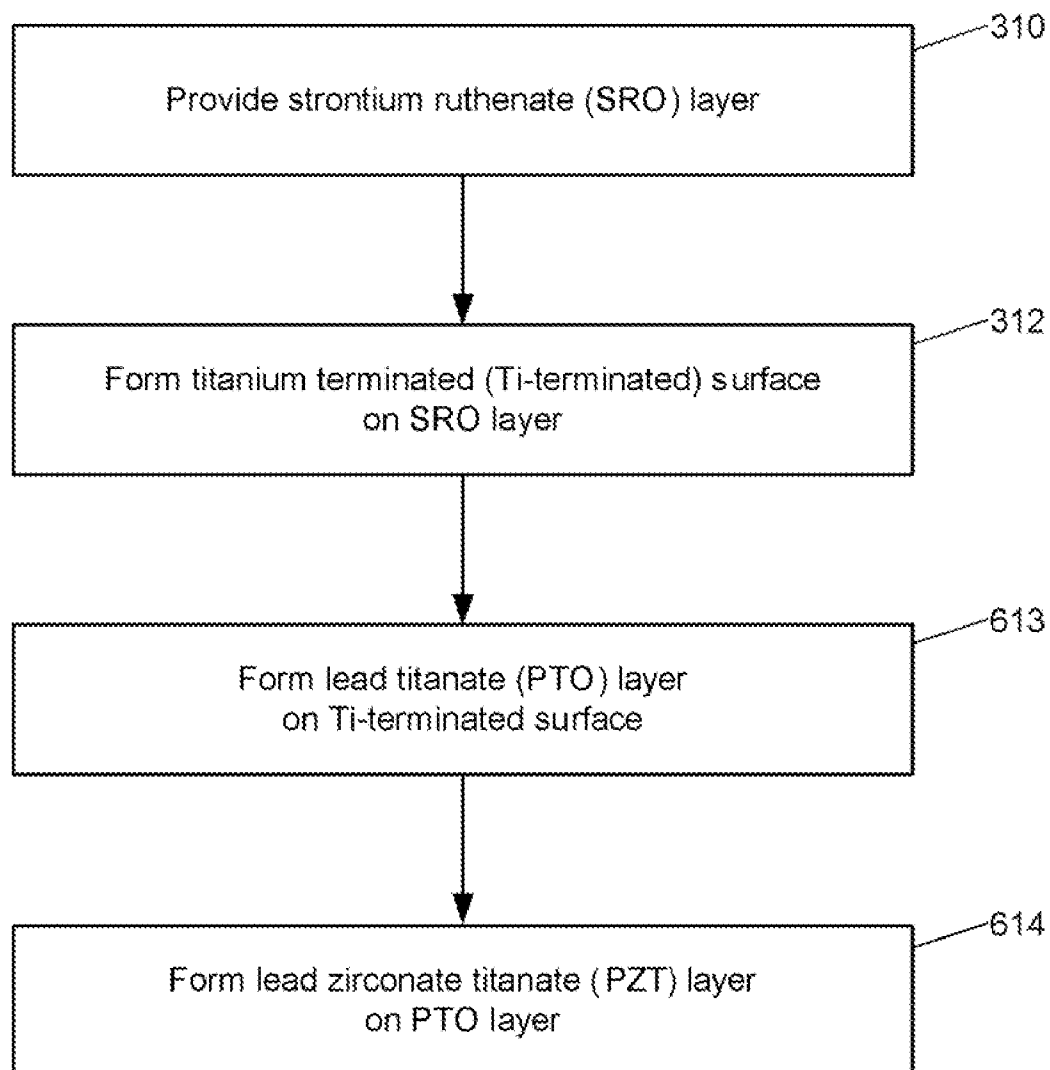 310
Provide strontium ruthenate (SRO) layer
312
Form titanium terminated (Ti-terminated) surface
on SRO layer
613
Form lead titanate (PTO) layer
on Ti-terminated surface
614
Form lead zirconate titanate (PZT) layer
on PTO layer